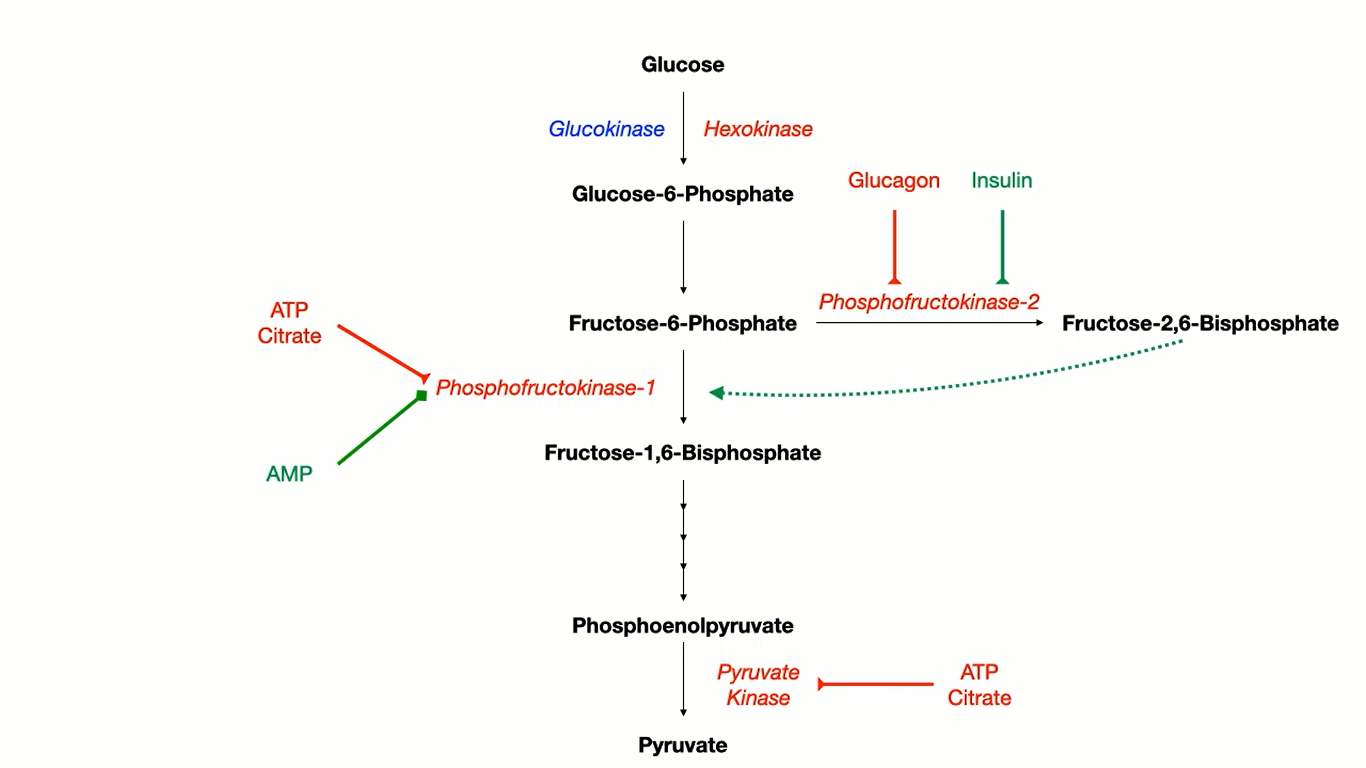 Glucose
Glucokinase
Hexokinase
Glucose-6-Phosphate
Glucagon
Insulin
Phosphofructokinase-2
ATP
Citrate
Fructose-6-Phosphate
Fructose-2,6-Bisphosphate
Phosphofructokinase-1
AMP
Fructose-1,6-Bisphosphate
Phosphoenolpyruvate
Pyruvate
Kinase
ATP
Citrate
Pyruvate